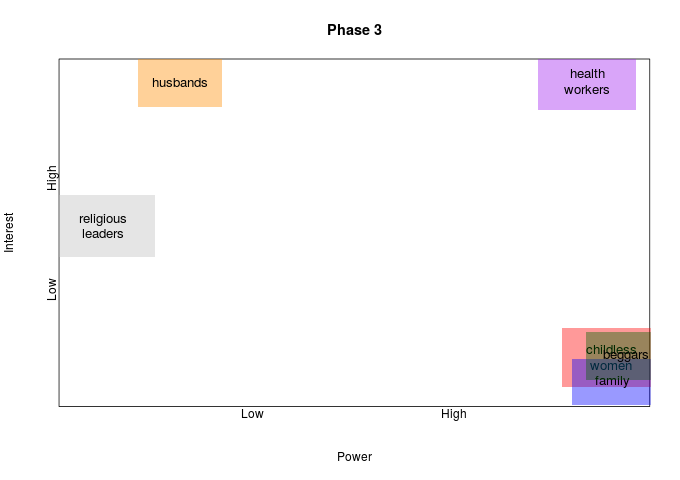 Phase 3
husbands
health
workers
High
religious
leaders
Interest
Low
childless
beggars
women
family
Low
High
Power